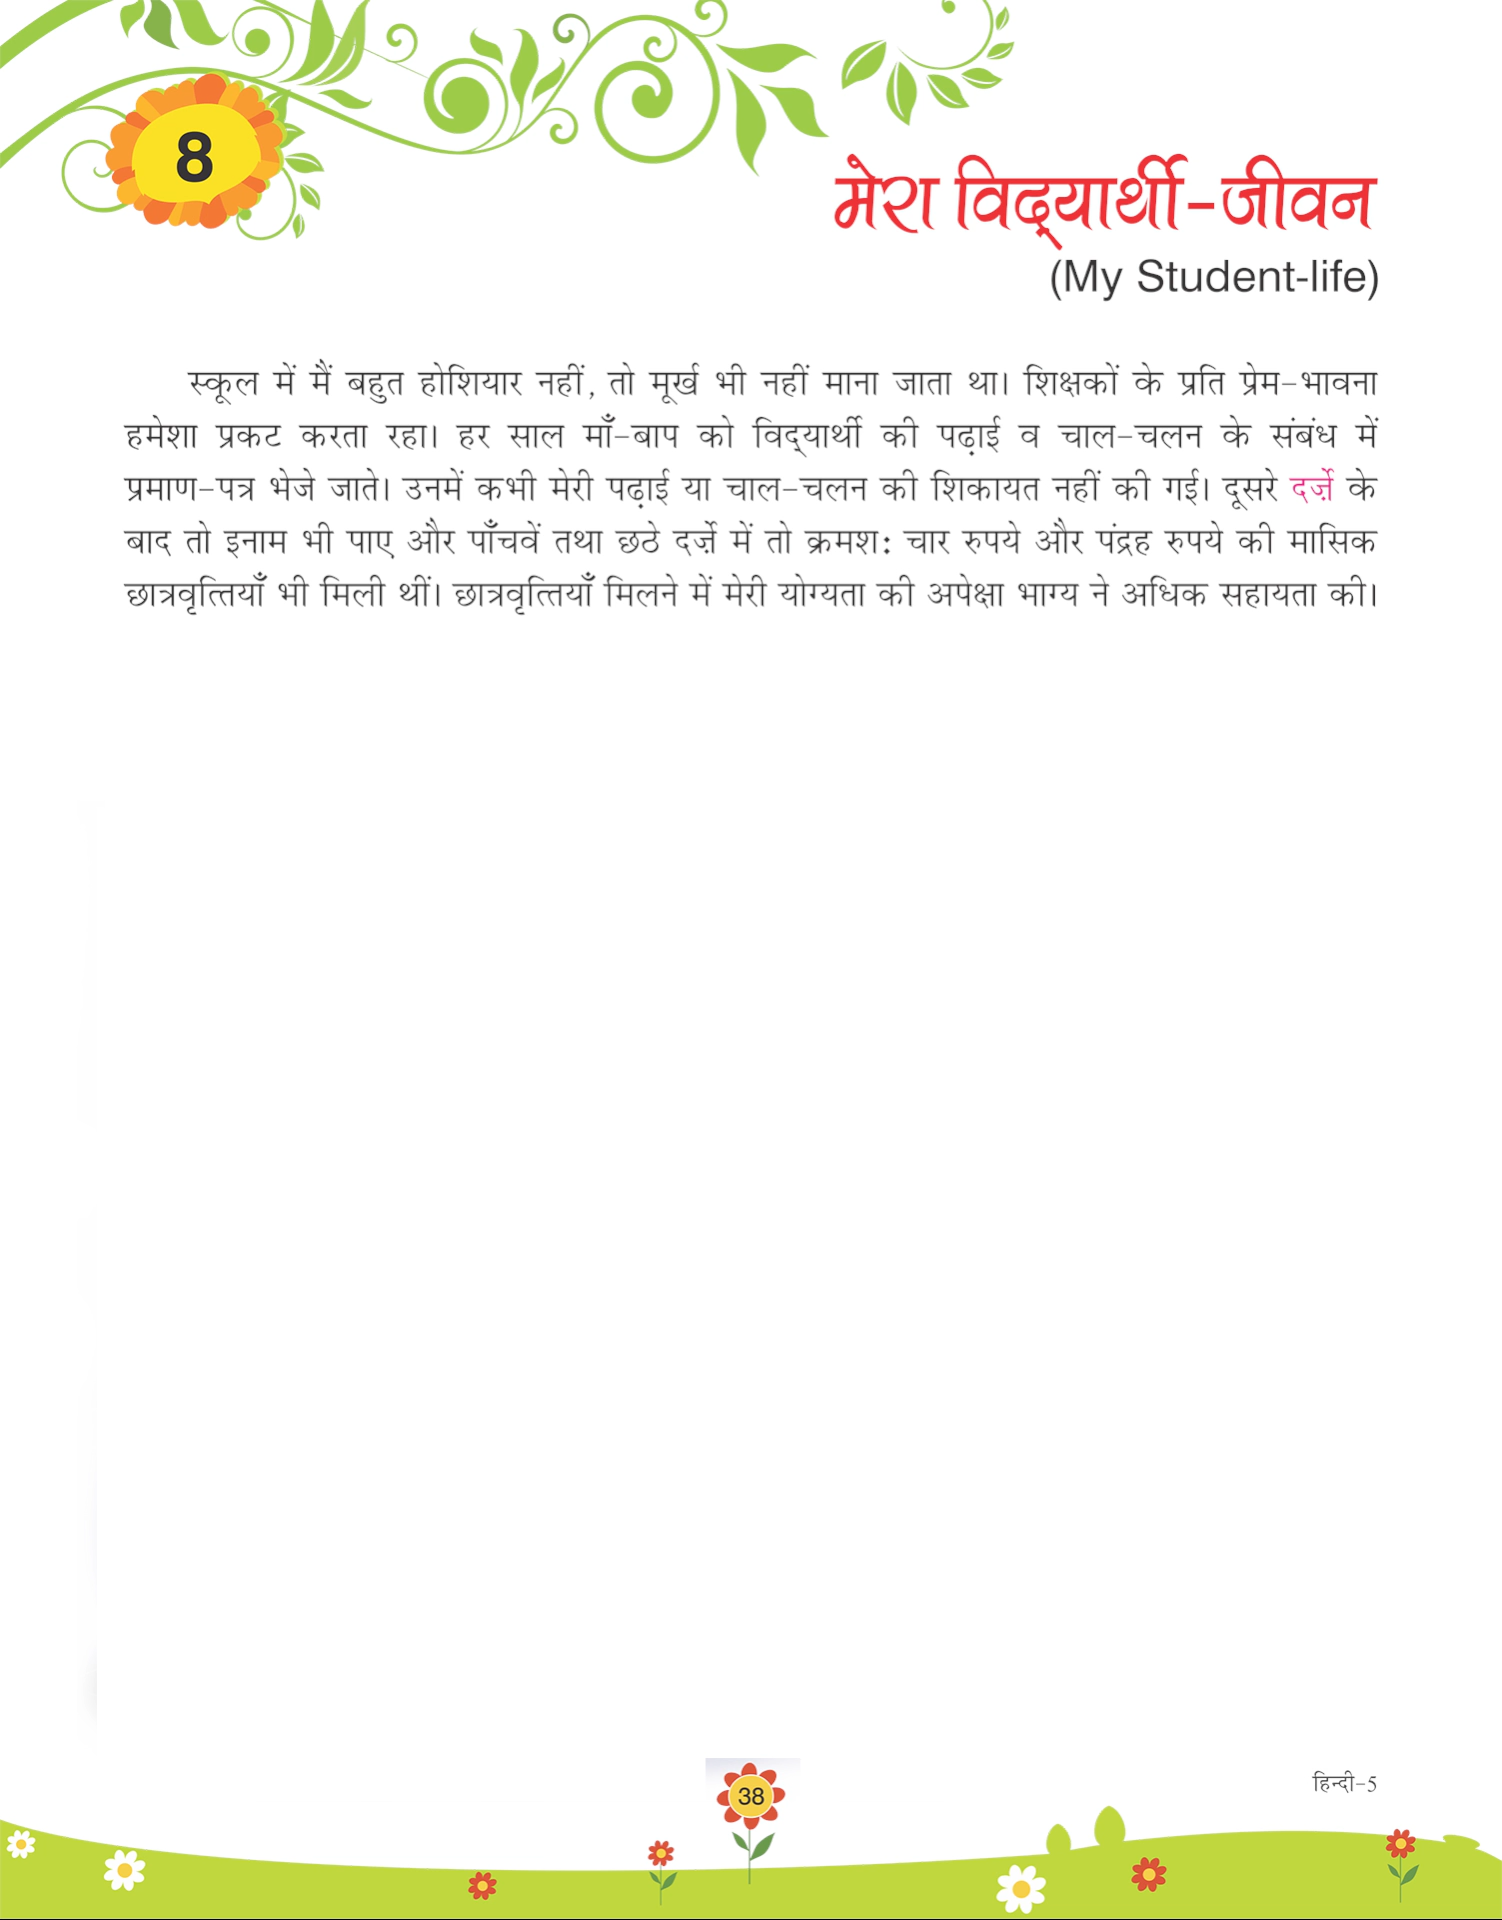 8
मेरा विद्‌यार्थी-जीवन
(My Student-life)
स्कूल में मैं बहुत होशियार नहीं, तो मूर्ख भी नहीं माना जाता था। शिक्षकों के प्रति प्रेम-भावना
हमेशा प्रकट करता रहा। हर साल माँ-बाप को विद्‌यार्थी की पढ़ाई व चाल-चलन के संबंध में
प्रमाण-पत्र भेजे जाते। उनमें कभी मेरी पढ़ाई या चाल-चलन की शिकायत नहीं की गई। दूसरे दर्ज़े के
बाद तो इनाम भी पाए और पाँचवें तथा छठे दर्ज़े में तो क्रमशः चार रुपये और पंद्रह रुपये की मासिक
छात्रवृत्तियाँ भी मिली थीं। छात्रवृत्तियाँ मिलने में मेरी योग्यता की अपेक्षा भाग्य ने अधिक सहायता की।
हिन्दी-5
38